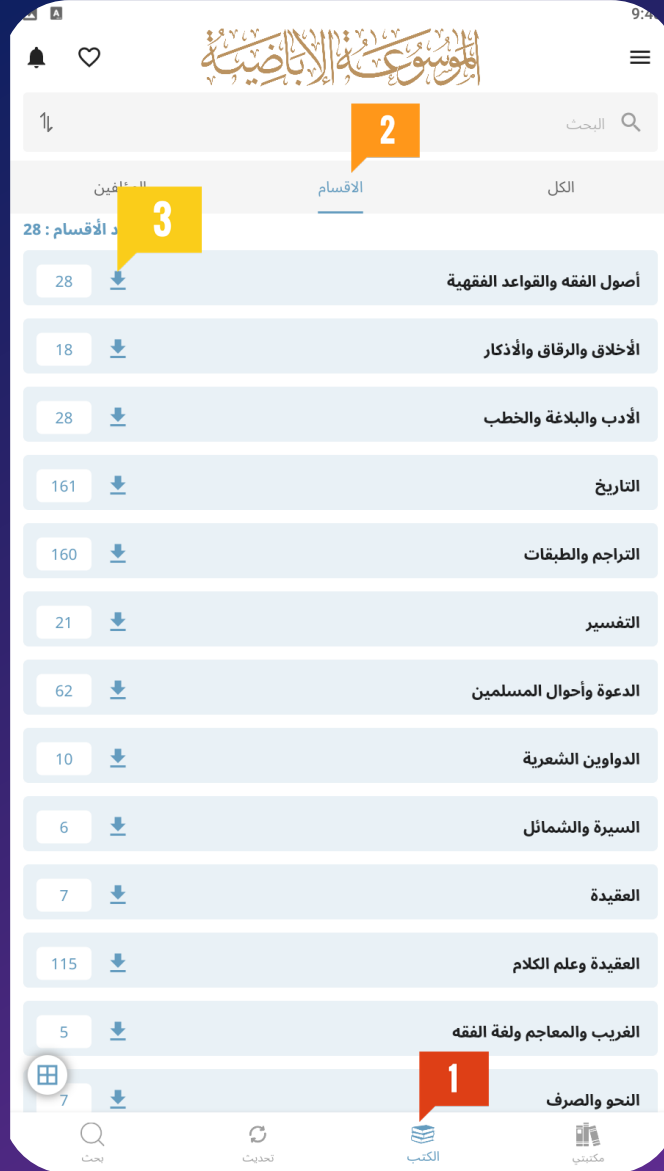 9:4
الموسوعة الإباضية
البحث
2
الكل
الاقسام
3
د الأقسام : 28
أصول الفقه والقواعد الفقهية 28
الأخلاق والرقاق والأذكار 18
الأدب والبلاغة والخطب 28
التاريخ 161
التراجم والطبقات 160
التفسير 21
الدعوة وأحوال المسلمين 62
الدواوين الشعرية 10
السيرة والشمائل 6
العقيدة 7
العقيدة وعلم الكلام 115
الغريب والمعاجم ولغة الفقه 5
1
النحو والصرف 7
مكتبتي
الكتب
تحديث
بحث